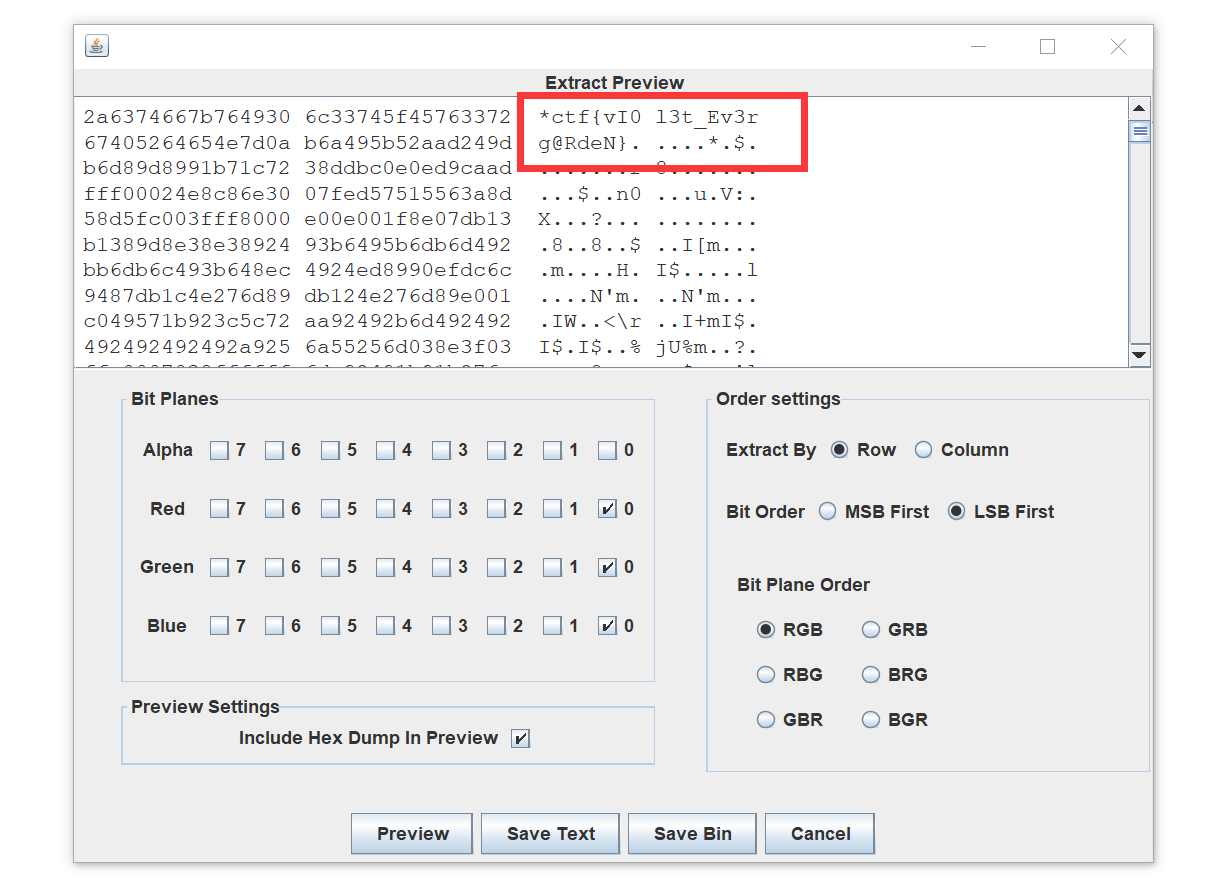 Extract Preview
2a6374667b764930 6c33745f45763372 *ctf{vI0 l3t_Ev3r
67405264654e7d0a b6a495b52aad249d g@RdeN}. ....*.$.
b6d89d8991b71c72 38ddbc0e0ed9caad
fff00024e8c86e30 07fed57515563a8d ...$..n0 ...u.V:.
58d5fc003fff8000 e00e001f8e07db13 X...?... ........
b1389d8e38e38924 93b6495b6db6d492 .8..8..$ ..I[m...
bb6db6c493b648ec 4924ed8990efdc6c .m....H. I$.....l
9487db1c4e276d89 db124e276d89e001 ....N'm. ..N'm...
c049571b923c5c72 aa92492b6d492492 .IW..<\r ..I+mI$.
492492492492a925 6a55256d038e3f03 I$.I$..% jU%m..?.
Bit Planes
Alpha 7 6 5 4 3 2 1 0
Red 7 6 5 4 3 2 1 0
Green 7 6 5 4 3 2 1 0
Blue 7 6 5 4 3 2 1 0
Preview Settings
Include Hex Dump In Preview
Order settings
Extract By Row Column
Bit Order MSB First LSB First
Bit Plane Order
RGB GRB
RBG BRG
GBR BGR
Preview Save Text Save Bin Cancel